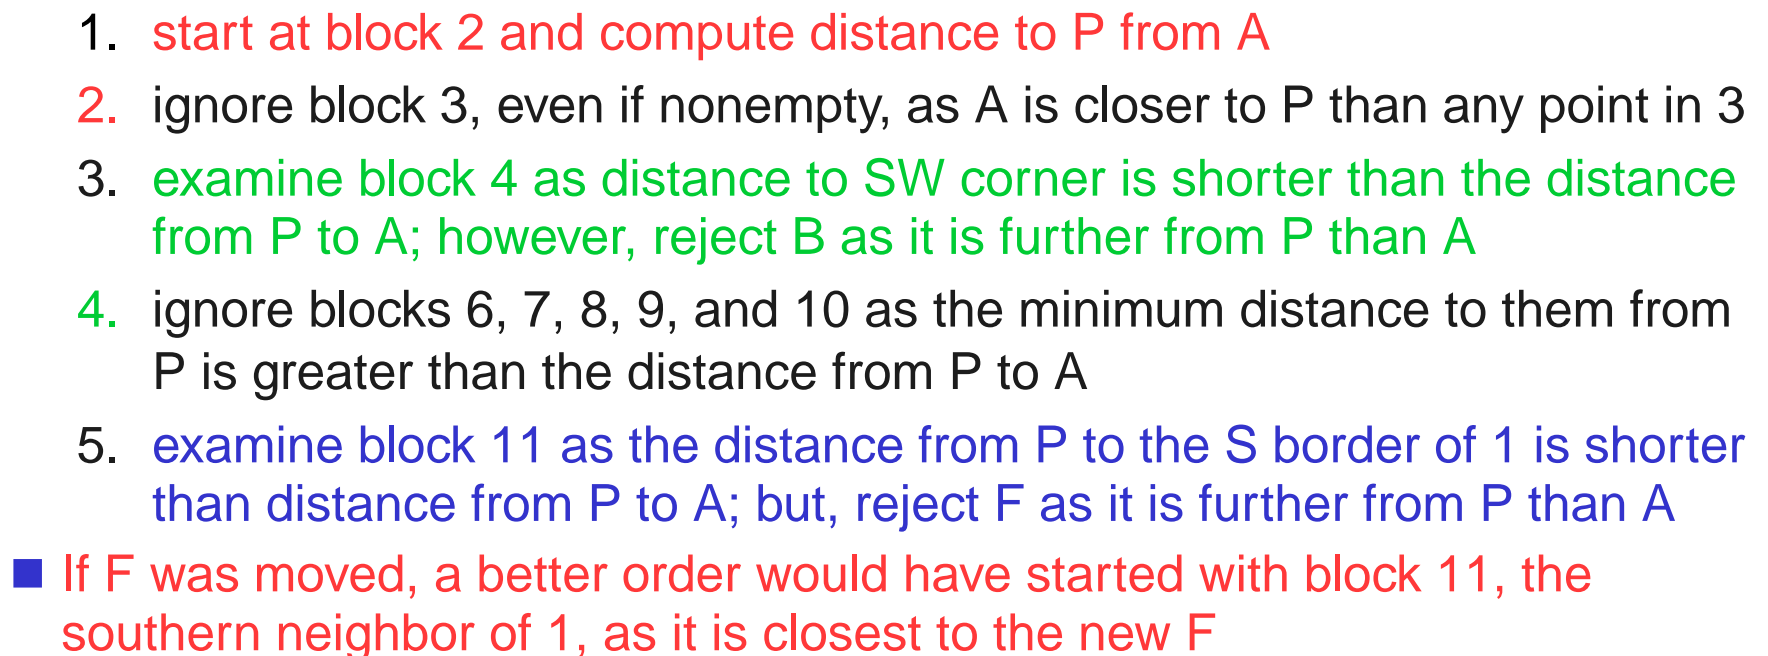 1. start at block 2 and compute distance to P from A
2. ignore block 3, even if nonempty, as A is closer to P than any point in 3
3. examine block 4 as distance to SW corner is shorter than the distance
from P to A; however, reject B as it is further from P than A
4. ignore blocks 6, 7, 8, 9, and 10 as the minimum distance to them from
P is greater than the distance from P to A
5. examine block 11 as the distance from P to the S border of 1 is shorter
than distance from P to A; but, reject F as it is further from P than A
■ If F was moved, a better order would have started with block 11, the
southern neighbor of 1, as it is closest to the new F